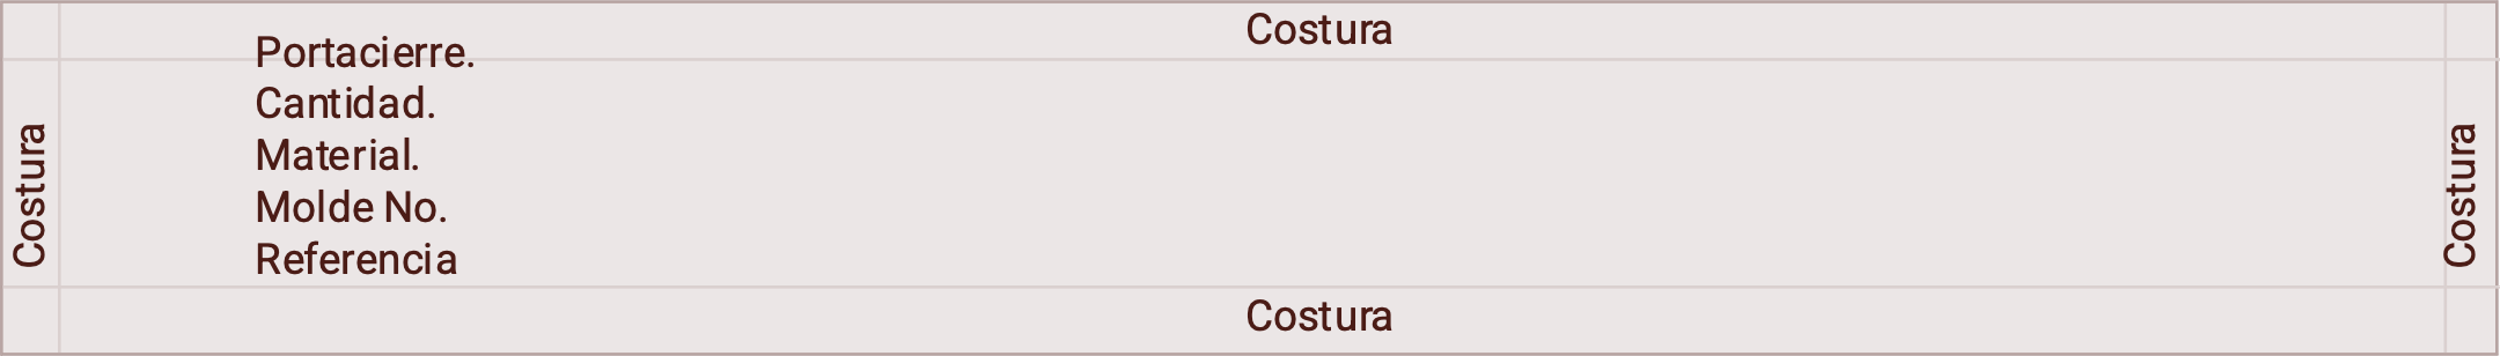 Costura
Portacierre.
Cantidad.
Material.
Molde No.
Referencia
Costura
Costura
Costura